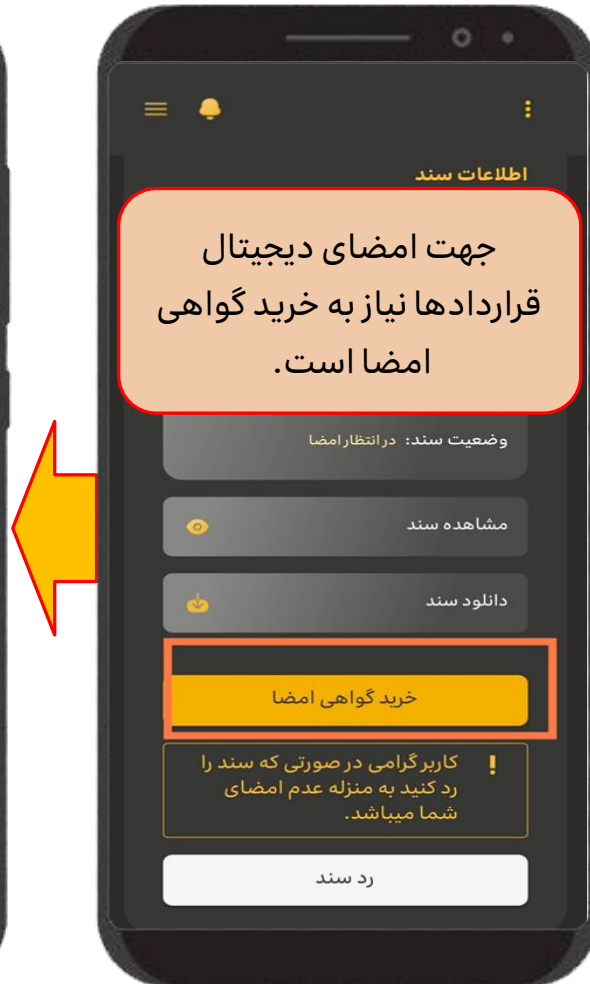 اطلاعات سند
جهت امضای دیجیتال
قراردادها نیاز به خرید گواهی
امضا است.
وضعیت سند: در انتظار امضا
مشاهده سند
دانلود سند
خرید گواهی امضا
کاربر گرامی در صورتی که سند را
رد کنید به منزله عدم امضای
شما میباشد.
رد سند